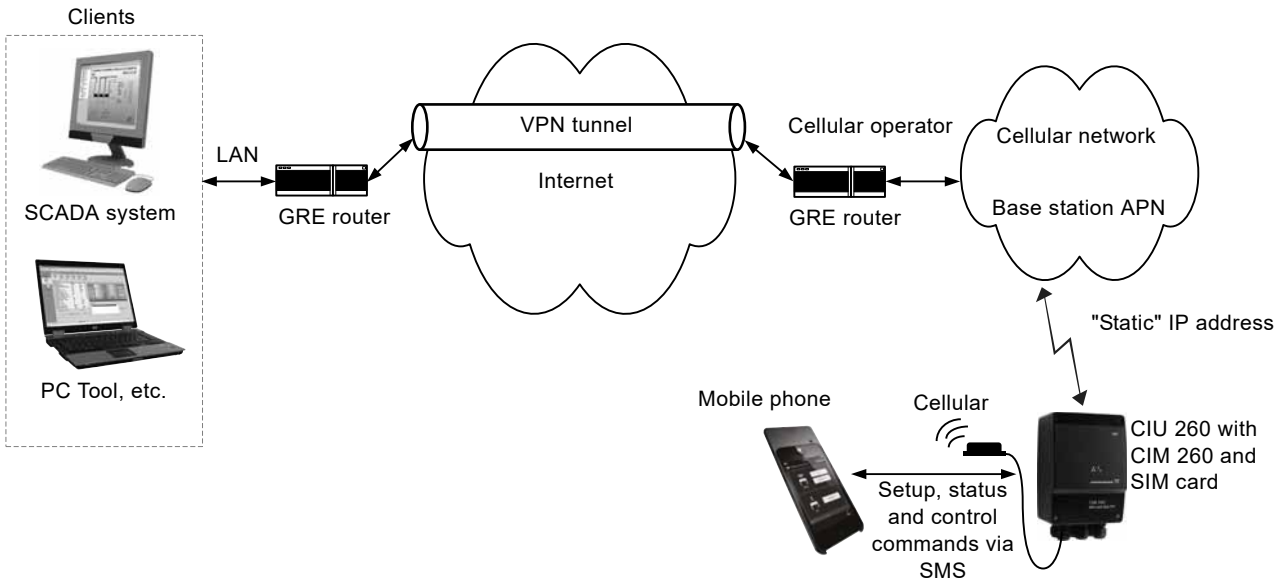 Clients
SCADA system
PC Tool, etc.
LAN
GRE router
VPN tunnel
Internet
Cellular operator
GRE router
Cellular network
Base station APN
"Static" IP address
Mobile phone
Cellular
Setup, status
and control
commands via
SMS
CIU 260 with
CIM 260 and
SIM card